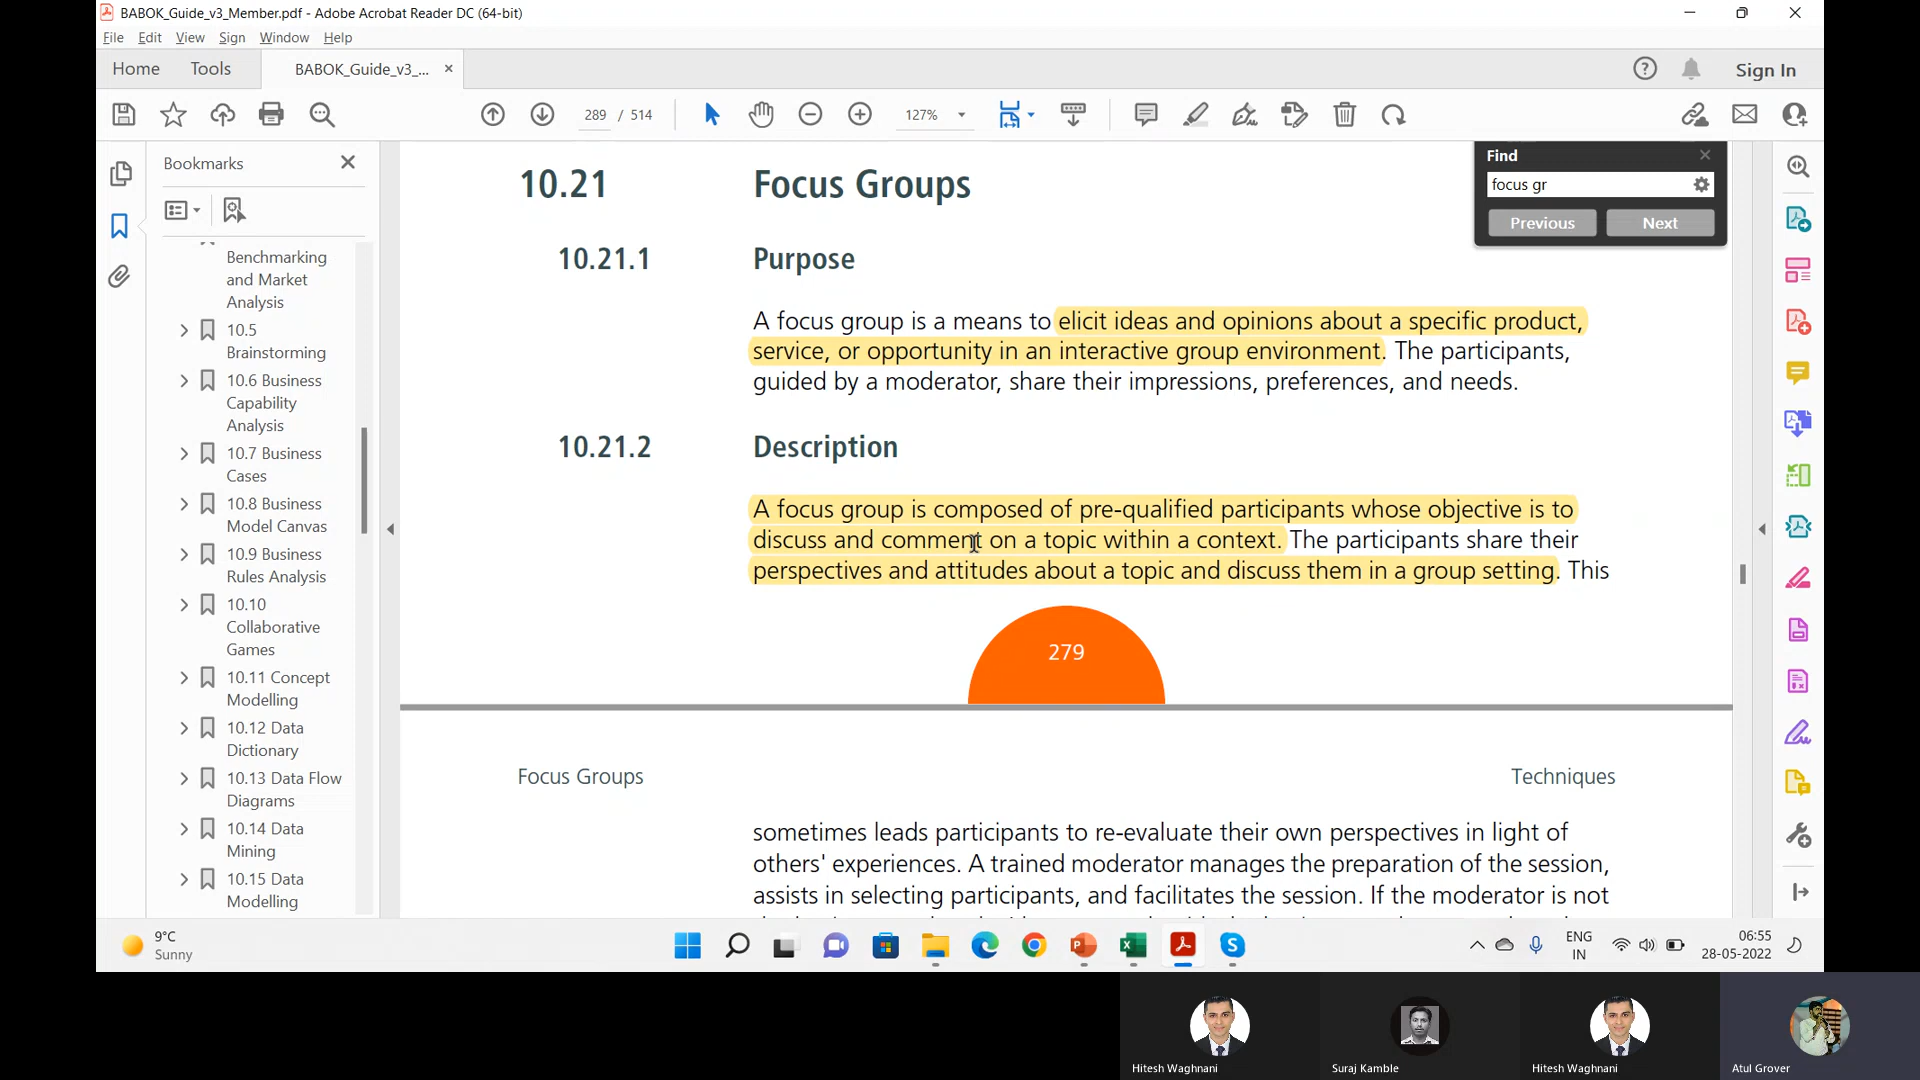 BABOK_Guide_v3_Member.pdf - Adobe Acrobat Reader DC (64-bit)
File Edit View Sign Window Help
Home Tools BABOK_Guide_v3_... × Sign In
289 / 514 127%
Bookmarks
Benchmarking
and Market
Analysis
10.5
Brainstorming
10.6 Business
Capability
Analysis
10.7 Business
Cases
10.8 Business
Model Canvas
10.9 Business
Rules Analysis
10.10
Collaborative
Games
10.11 Concept
Modelling
10.12 Data
Dictionary
10.13 Data Flow
Diagrams
10.14 Data
Mining
10.15 Data
Modelling
10.21 Focus Groups
10.21.1 Purpose
A focus group is a means to elicit ideas and opinions about a specific product,
service, or opportunity in an interactive group environment. The participants,
guided by a moderator, share their impressions, preferences, and needs.
10.21.2 Description
A focus group is composed of pre-qualified participants whose objective is to
discuss and comment on a topic within a context. The participants share their
perspectives and attitudes about a topic and discuss them in a group setting. This
279
Focus Groups Techniques
sometimes leads participants to re-evaluate their own perspectives in light of
others' experiences. A trained moderator manages the preparation of the session,
assists in selecting participants, and facilitates the session. If the moderator is not
Find
focus gr
Previous Next
9°C
Sunny
ENG
IN
06:55
28-05-2022
Hitesh Waghnani
Suraj Kamble
Hitesh Waghnani
Atul Grover